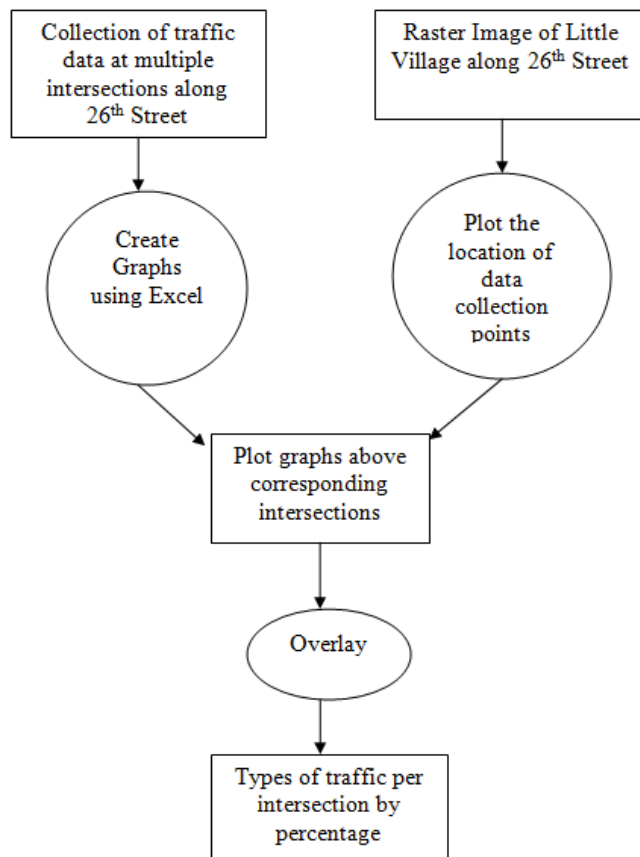 Collection of traffic
data at multiple
intersections along
26th Street
Raster Image of Little
Village along 26th Street
Create
Graphs
using Excel
Plot the
location of
data
collection
points
Plot graphs above
corresponding
intersections
Overlay
Types of traffic per
intersection by
percentage